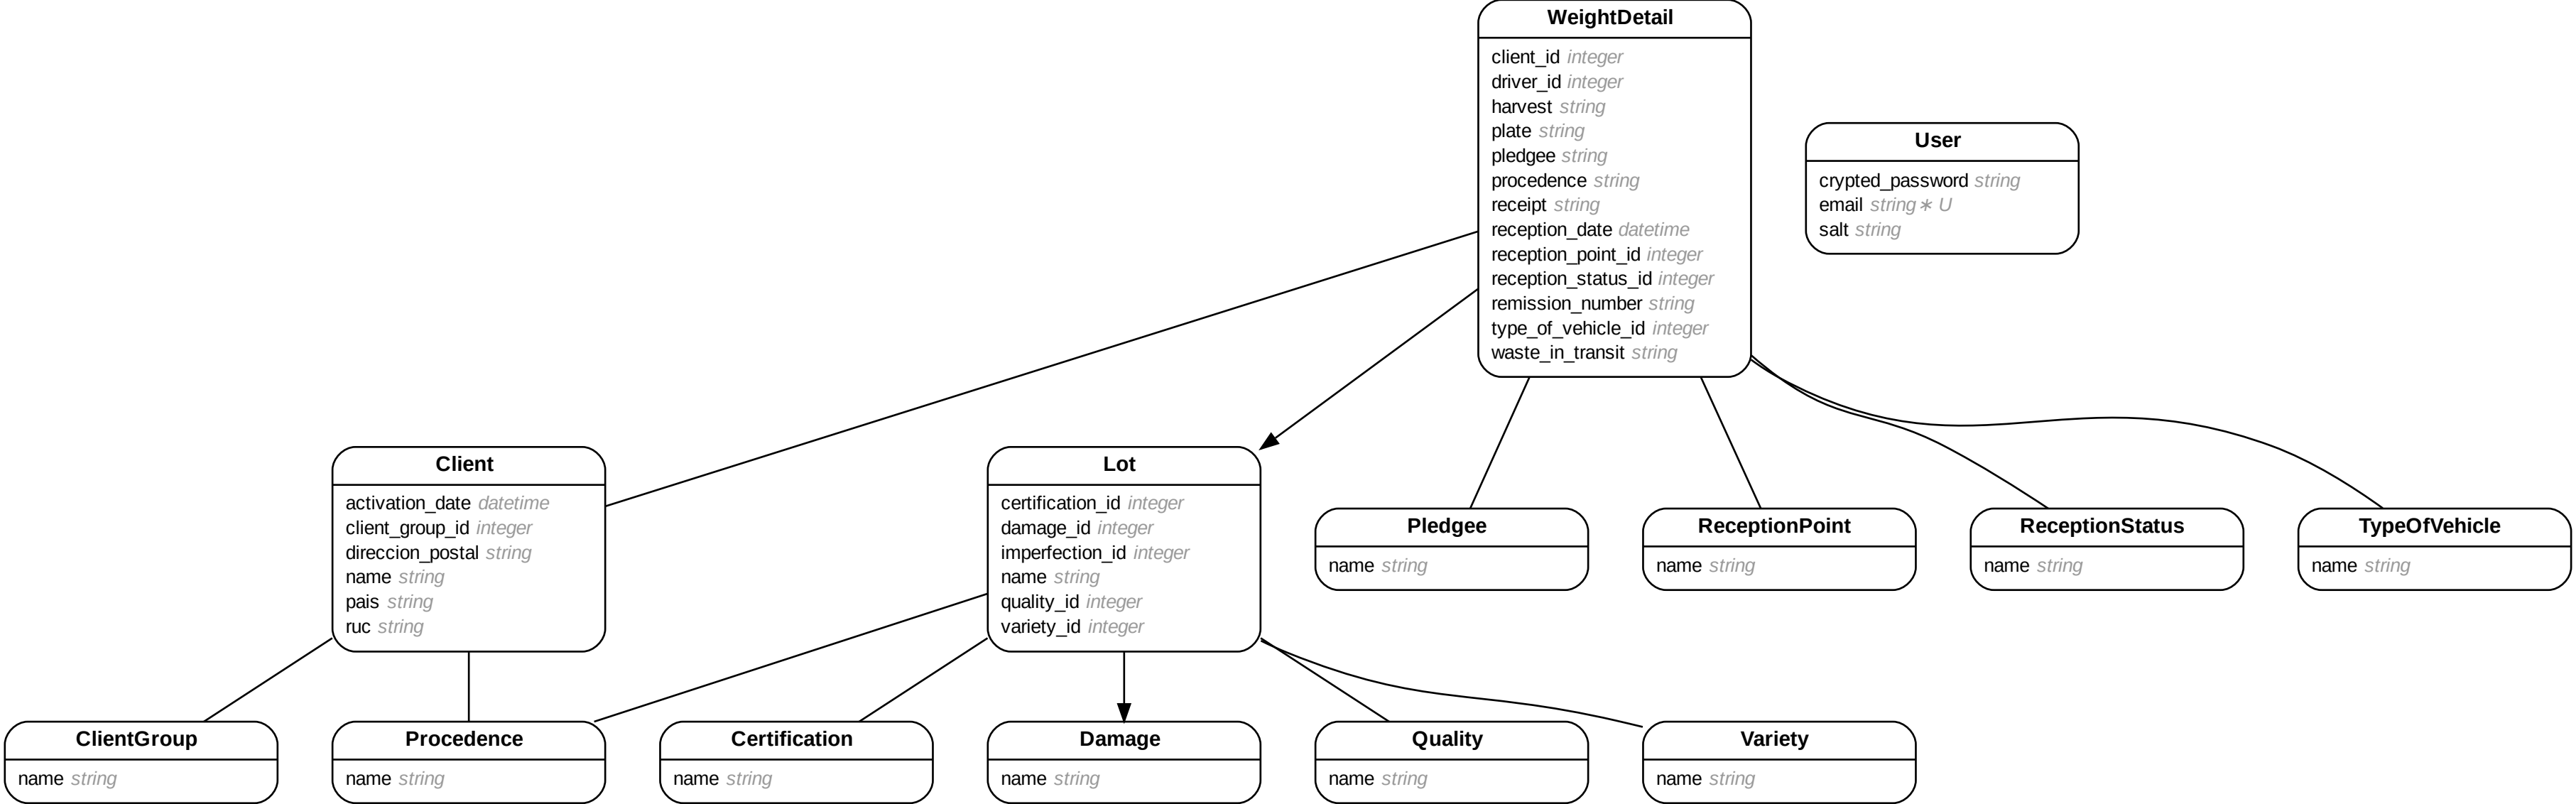 WeightDetail
client_id integer
driver_id integer
harvest string
plate string
pledgee string
procedence string
receipt string
reception_date datetime
reception_point_id integer
reception_status_id integer
remission_number string
type_of_vehicle_id integer
waste_in_transit string
User
crypted_password string
email string∗ U
salt string
Client
activation_date datetime
client_group_id integer
direccion_postal string
name string
pais string
ruc string
Lot
certification_id integer
damage_id integer
imperfection_id integer
name string
quality_id integer
variety_id integer
Pledgee
name string
ReceptionPoint
name string
ReceptionStatus
name string
TypeOfVehicle
name string
ClientGroup
name string
Procedence
name string
Certification
name string
Damage
name string
Quality
name string
Variety
name string